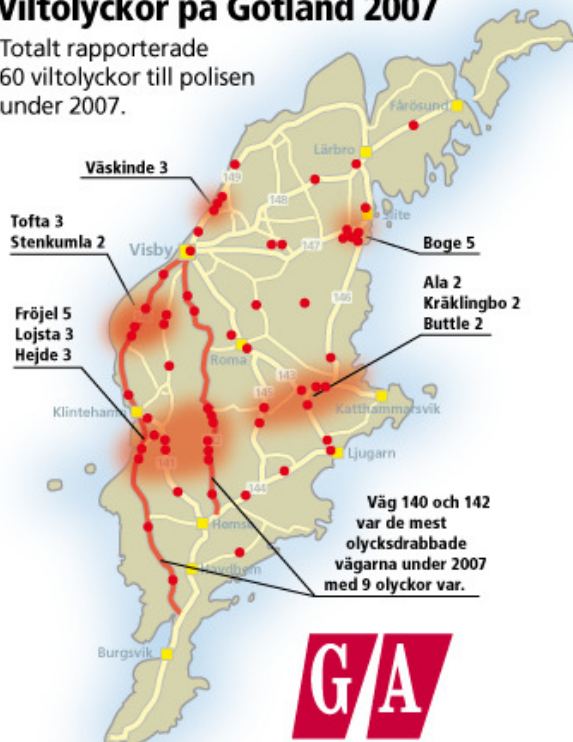 Viltolyckor på Gotland 2007
Totalt rapporterade
60 viltolyckor till polisen
under 2007.
Fårösund
Lärbro
Väskinde 3
149
148
Slite
Tofta 3
Stenkumla 2
Visby
147
Boge 5
146
Ala 2
Kräklingbo 2
Buttle 2
Fröjel 5
Lojsta 3
Hejde 3
Roma
143
145
Klintehamn
Katthammarsvik
141
Ljugarn
144
Väg 140 och 142
var de mest
olycksdrabbade
vägarna under 2007
med 9 olyckor var.
Hemse
Havdhem
Burgsvik
GA